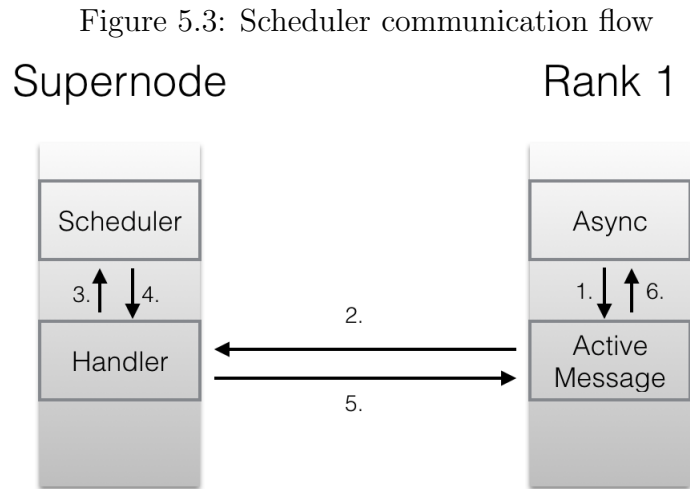 Figure 5.3: Scheduler communication flow
Supernode
Rank 1
Scheduler
Async
3.
4.
1.
6.
2.
Handler
Active
Message
5.